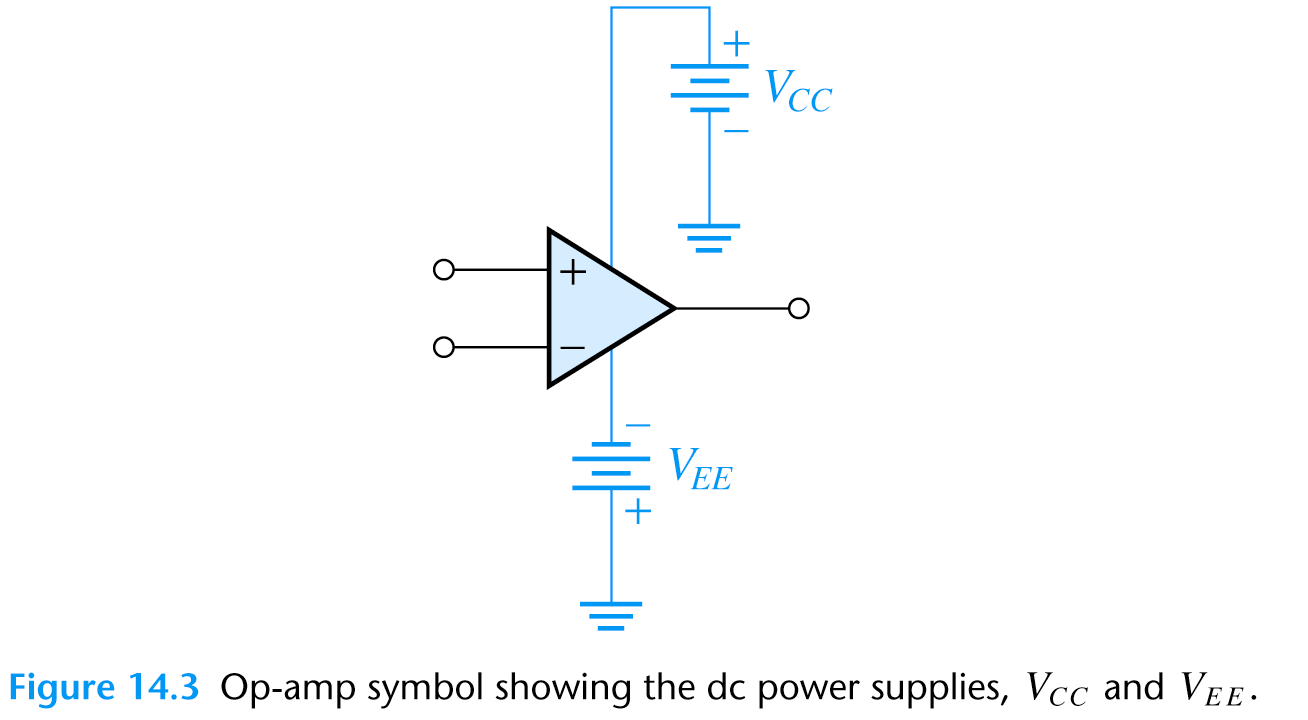 +
V_CC
−
+
−
−
V_EE
+
Figure 14.3 Op-amp symbol showing the dc power supplies, V_CC and V_EE.